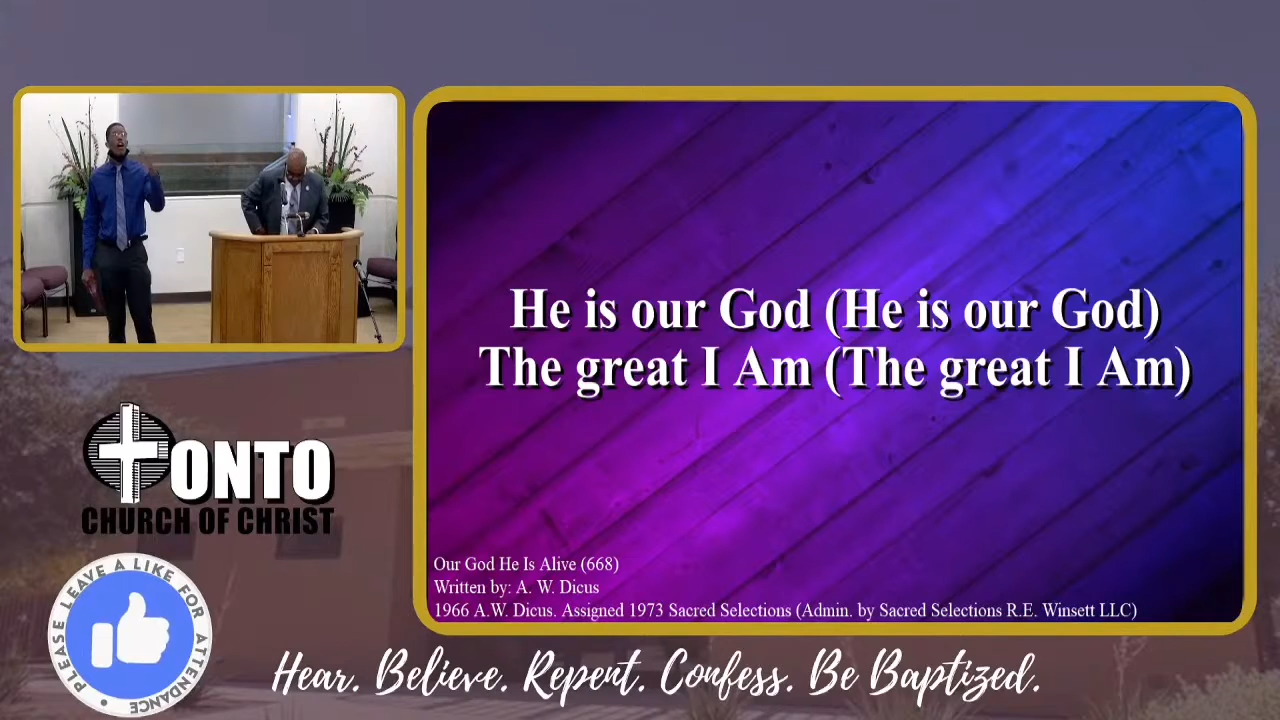 He is our God (He is our God)
The great I Am (The great I Am)
Our God He Is Alive (668)
Written by: A. W. Dicus
1966 A.W. Dicus. Assigned 1973 Sacred Selections (Admin. by Sacred Selections R.E. Winsett LLC)
TONTO
CHURCH OF CHRIST
PLEASE LEAVE A LIKE FOR ATTENDANCE
Hear. Believe. Repent. Confess. Be Baptized.